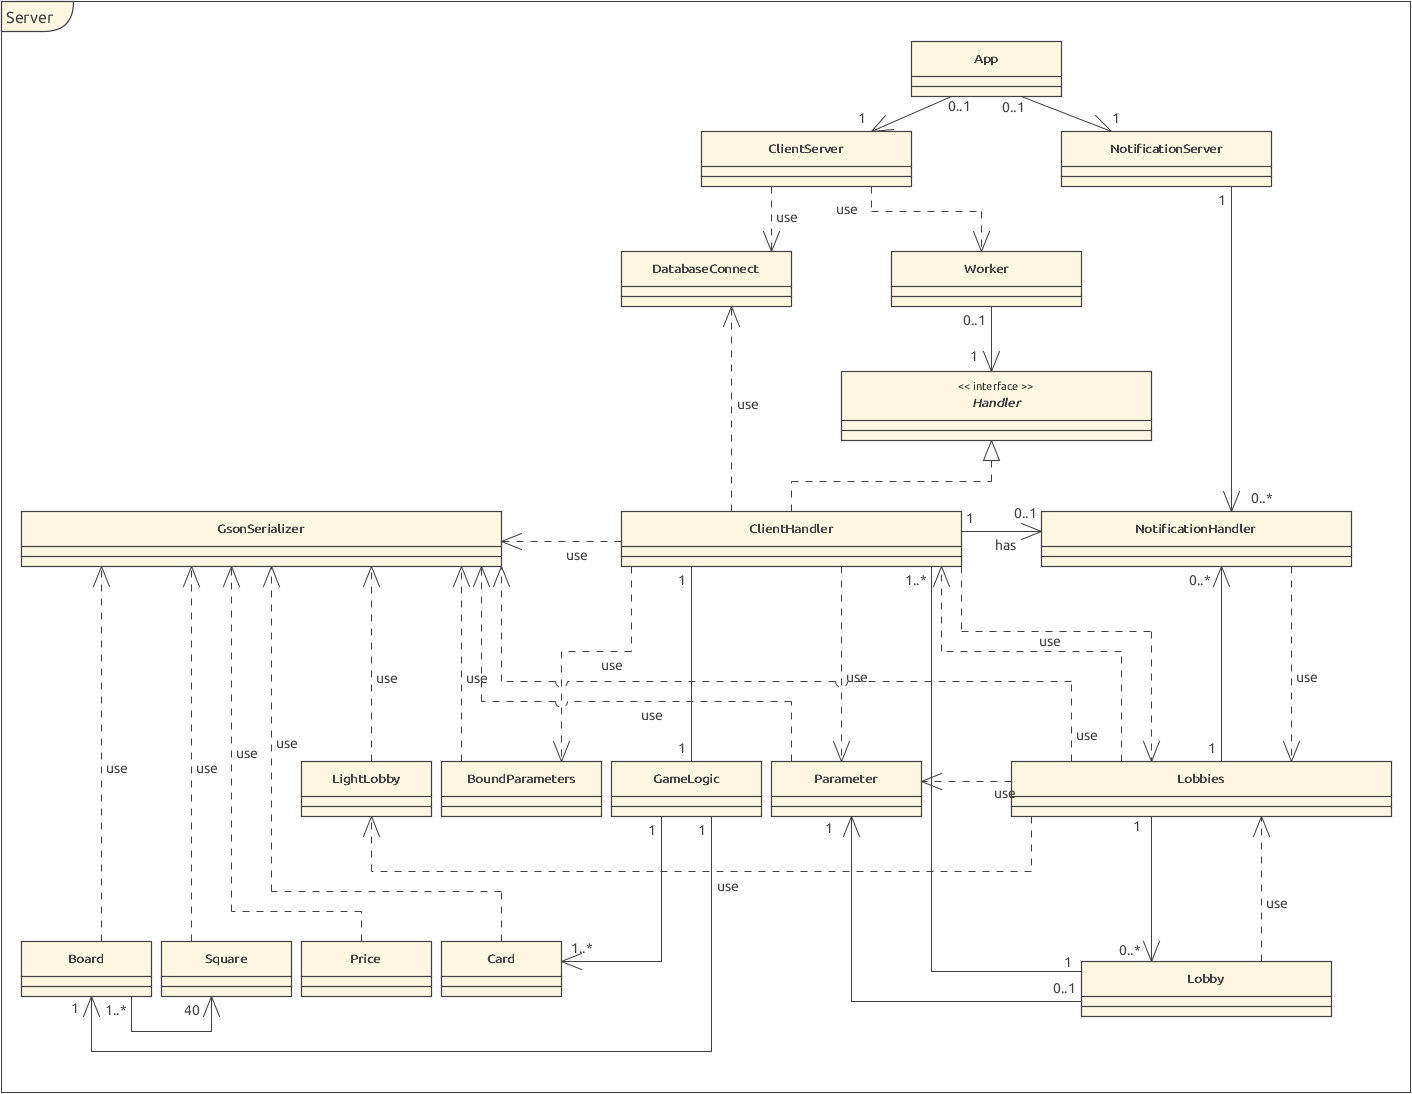 Server
App
0..1
0..1
1
1
ClientServer
NotificationServer
1
use
use
DatabaseConnect
Worker
0..1
1
<< interface >>
Handler
use
0..*
GsonSerializer
ClientHandler
NotificationHandler
1
0..1
has
use
1
1..*
0..*
use
use
use
use
use
use
use
use
1
1
use
use
use
use
LightLobby
BoundParameters
GameLogic
Parameter
Lobbies
use
1
1
1
1
use
use
1..*
0..*
Board
Square
Price
Card
1
Lobby
0..1
1
1..*
40